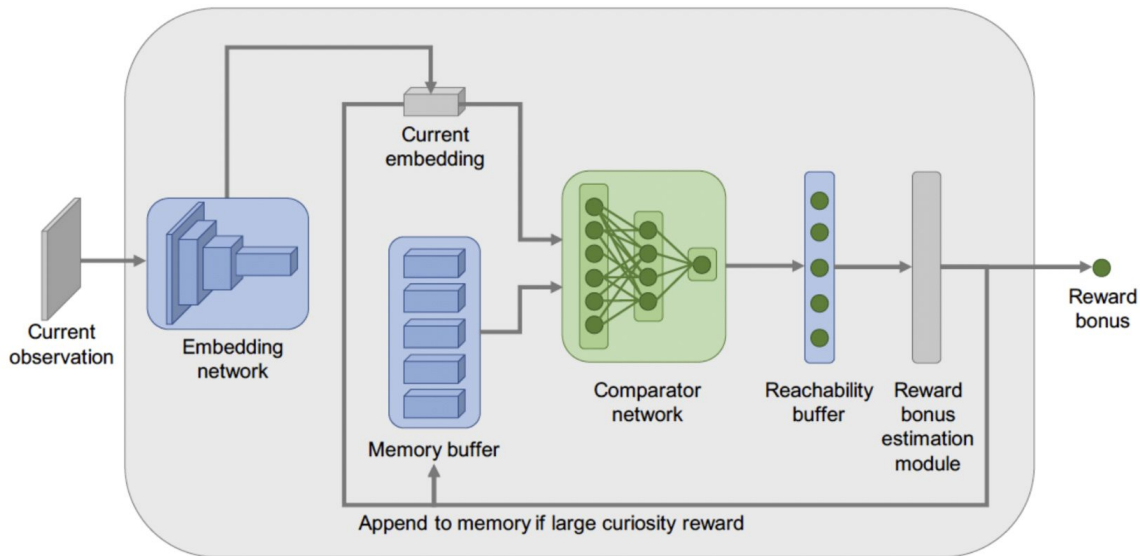 Current
embedding
Current
observation
Embedding
network
Memory buffer
Comparator
network
Reachability
buffer
Reward
bonus
estimation
module
Reward
bonus
Append to memory if large curiosity reward